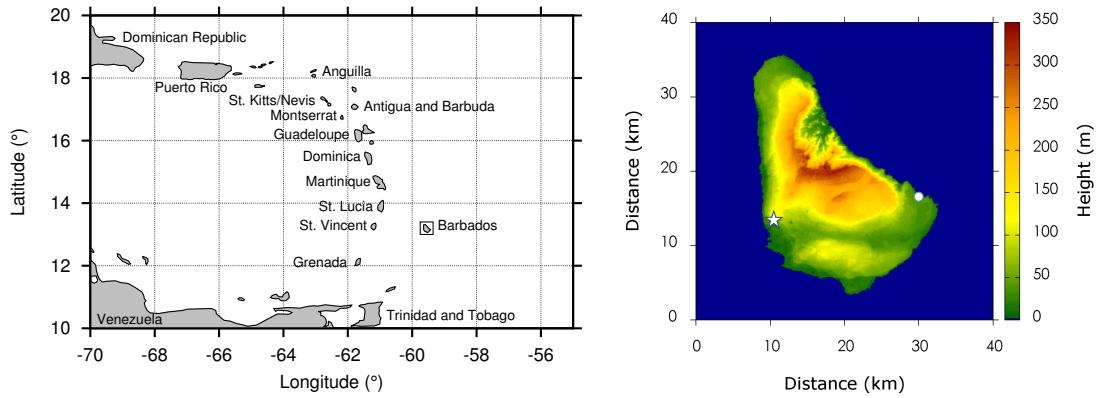 20
18
16
14
12
10
-70
-68
-66
-64
-62
-60
-58
-56
Latitude (°)
Longitude (°)
Dominican Republic
Puerto Rico
Anguilla
St. Kitts/Nevis
Antigua and Barbuda
Montserrat
Guadeloupe
Dominica
Martinique
St. Lucia
St. Vincent
Barbados
Grenada
Venezuela
Trinidad and Tobago
40
30
20
10
0
0
10
20
30
40
Distance (km)
Distance (km)
350
300
250
200
150
100
50
0
Height (m)